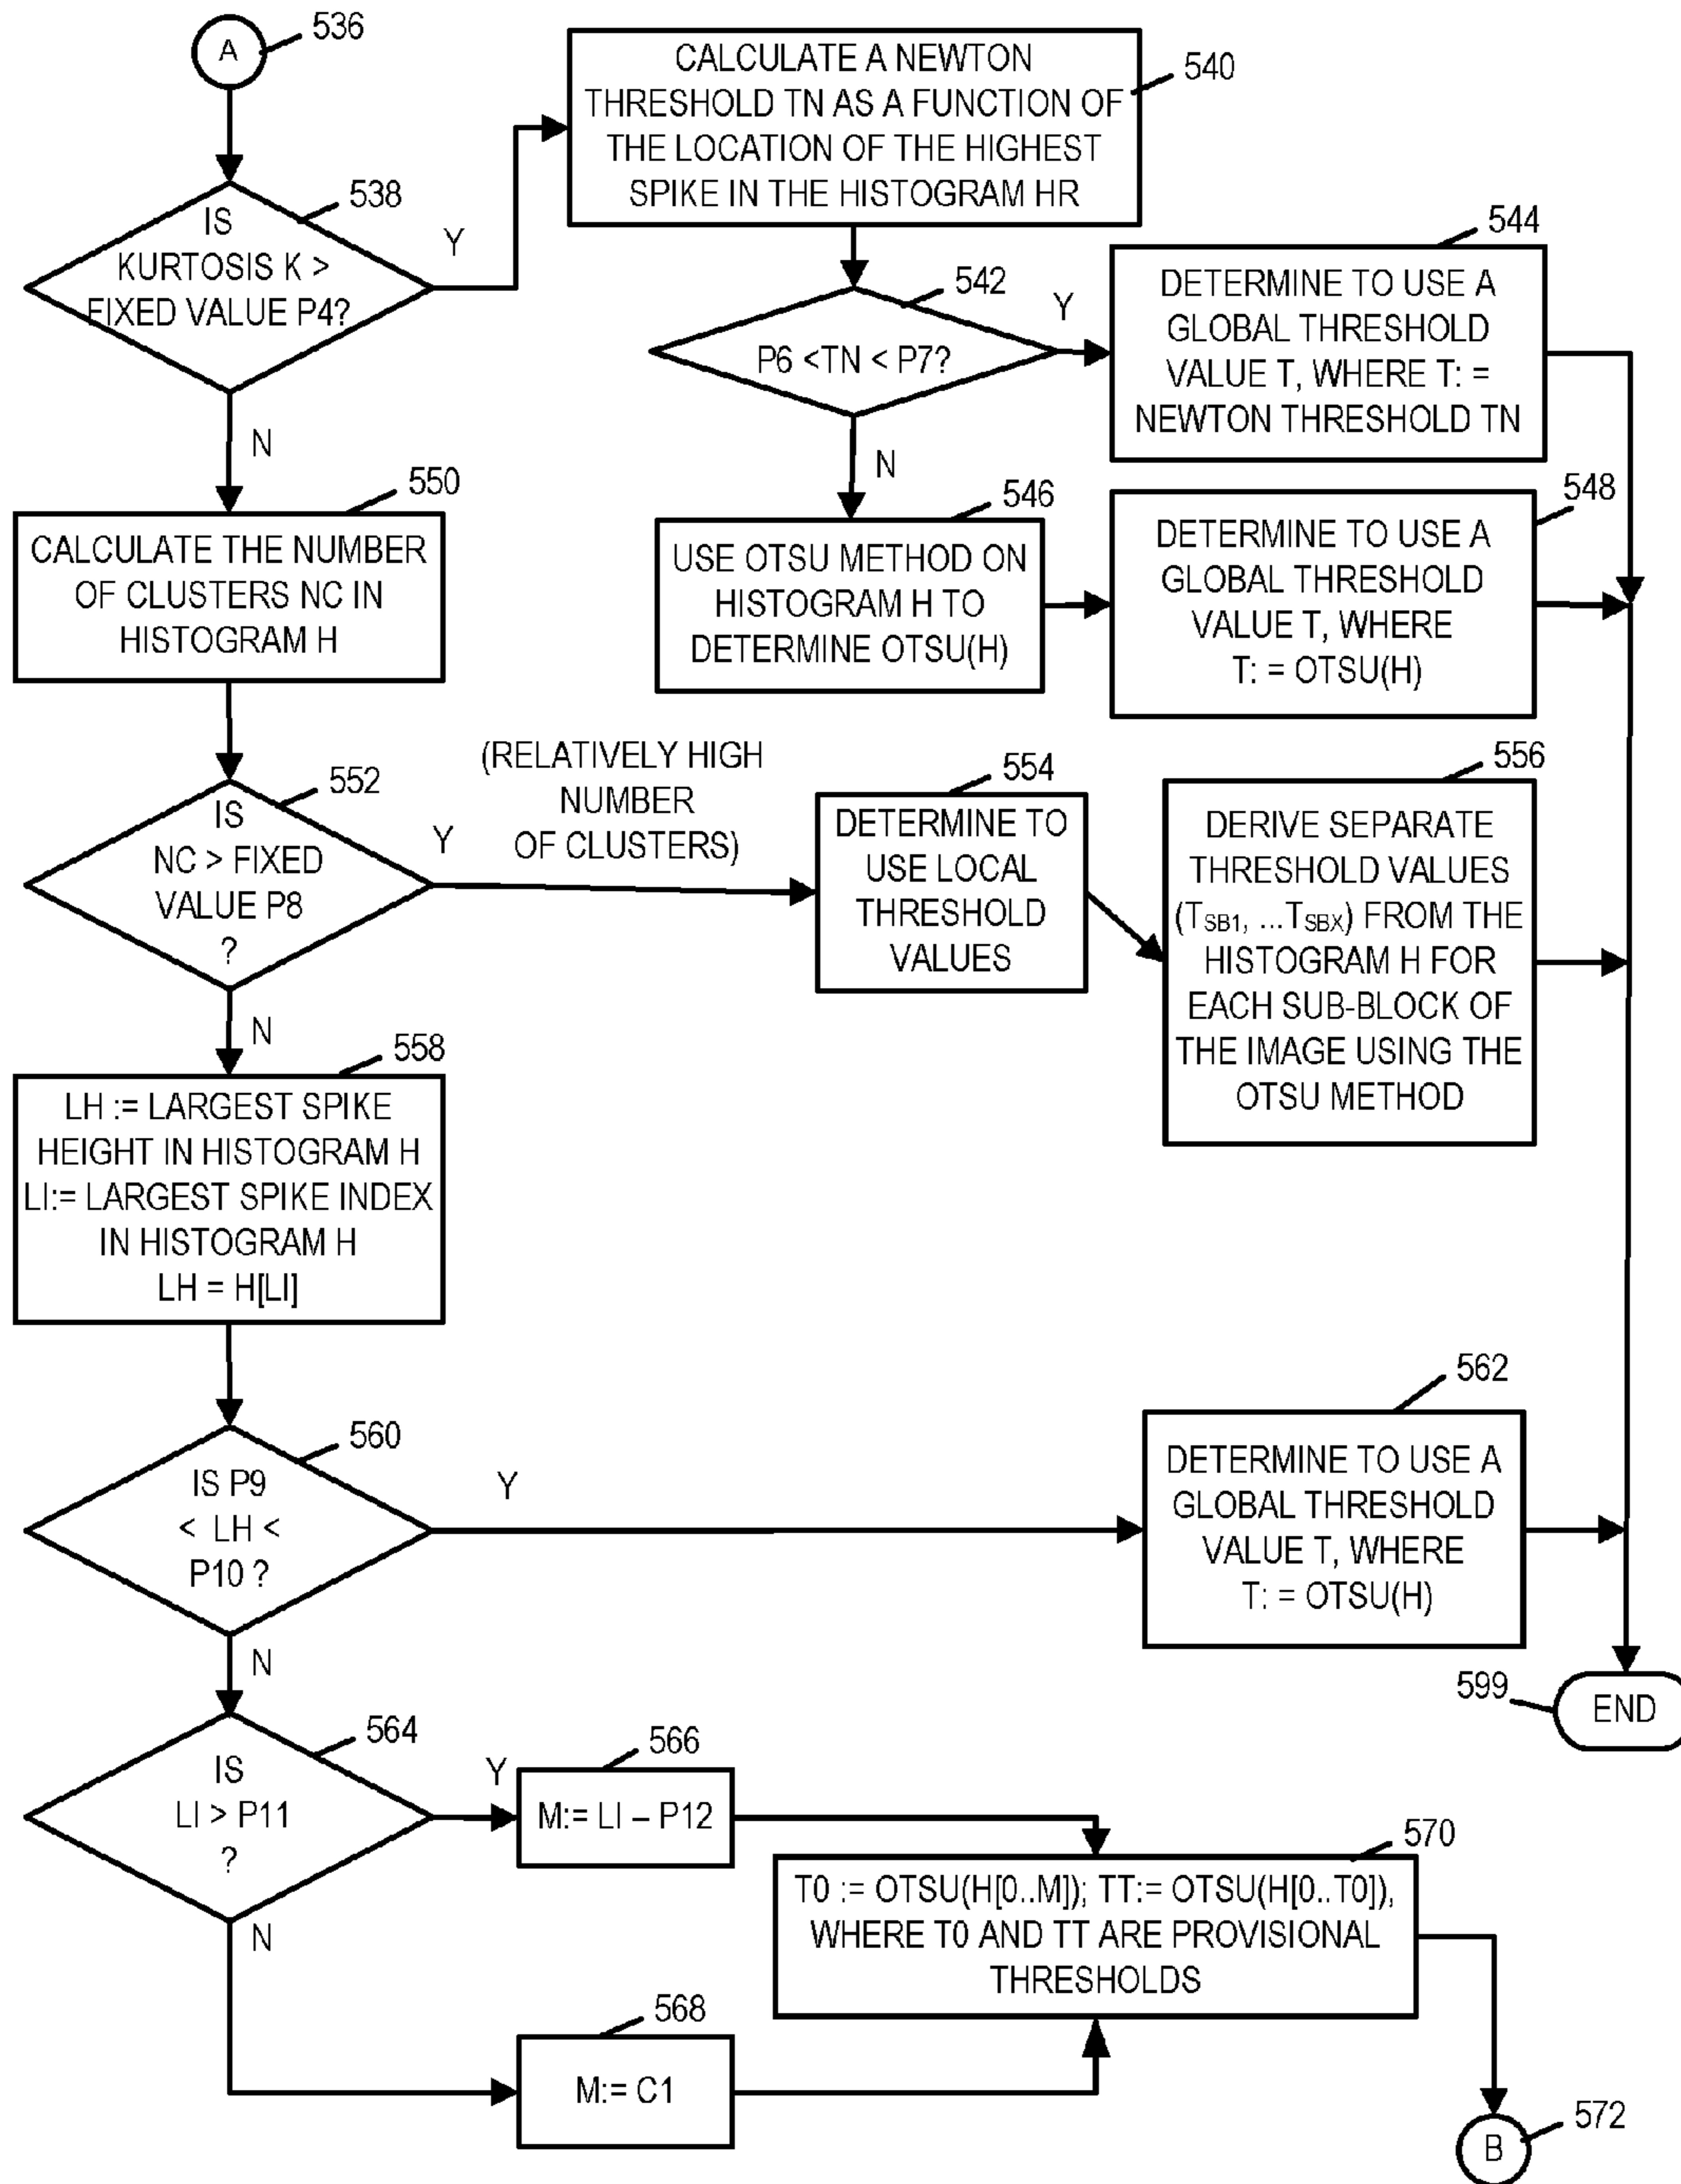 A
536
CALCULATE A NEWTON
THRESHOLD TN AS A FUNCTION OF
THE LOCATION OF THE HIGHEST
SPIKE IN THE HISTOGRAM HR
540
IS
KURTOSIS K >
FIXED VALUE P4?
538
Y
N
P6 <TN < P7?
542
Y
N
DETERMINE TO USE A
GLOBAL THRESHOLD
VALUE T, WHERE T: =
NEWTON THRESHOLD TN
544
CALCULATE THE NUMBER
OF CLUSTERS NC IN
HISTOGRAM H
550
USE OTSU METHOD ON
HISTOGRAM H TO
DETERMINE OTSU(H)
546
DETERMINE TO USE A
GLOBAL THRESHOLD
VALUE T, WHERE
T: = OTSU(H)
548
IS
NC > FIXED
VALUE P8
?
552
Y
N
(RELATIVELY HIGH
NUMBER
OF CLUSTERS)
DETERMINE TO
USE LOCAL
THRESHOLD
VALUES
554
DERIVE SEPARATE
THRESHOLD VALUES
(TSB1, ...TSBX) FROM THE
HISTOGRAM H FOR
EACH SUB-BLOCK OF
THE IMAGE USING THE
OTSU METHOD
556
LH := LARGEST SPIKE
HEIGHT IN HISTOGRAM H
LI:= LARGEST SPIKE INDEX
IN HISTOGRAM H
LH = H[LI]
558
IS P9
< LH <
P10 ?
560
Y
N
DETERMINE TO USE A
GLOBAL THRESHOLD
VALUE T, WHERE
T: = OTSU(H)
562
599
END
IS
LI > P11
?
564
Y
N
M:= LI – P12
566
M:= C1
568
T0 := OTSU(H[0..M]); TT:= OTSU(H[0..T0]),
WHERE T0 AND TT ARE PROVISIONAL
THRESHOLDS
570
B
572